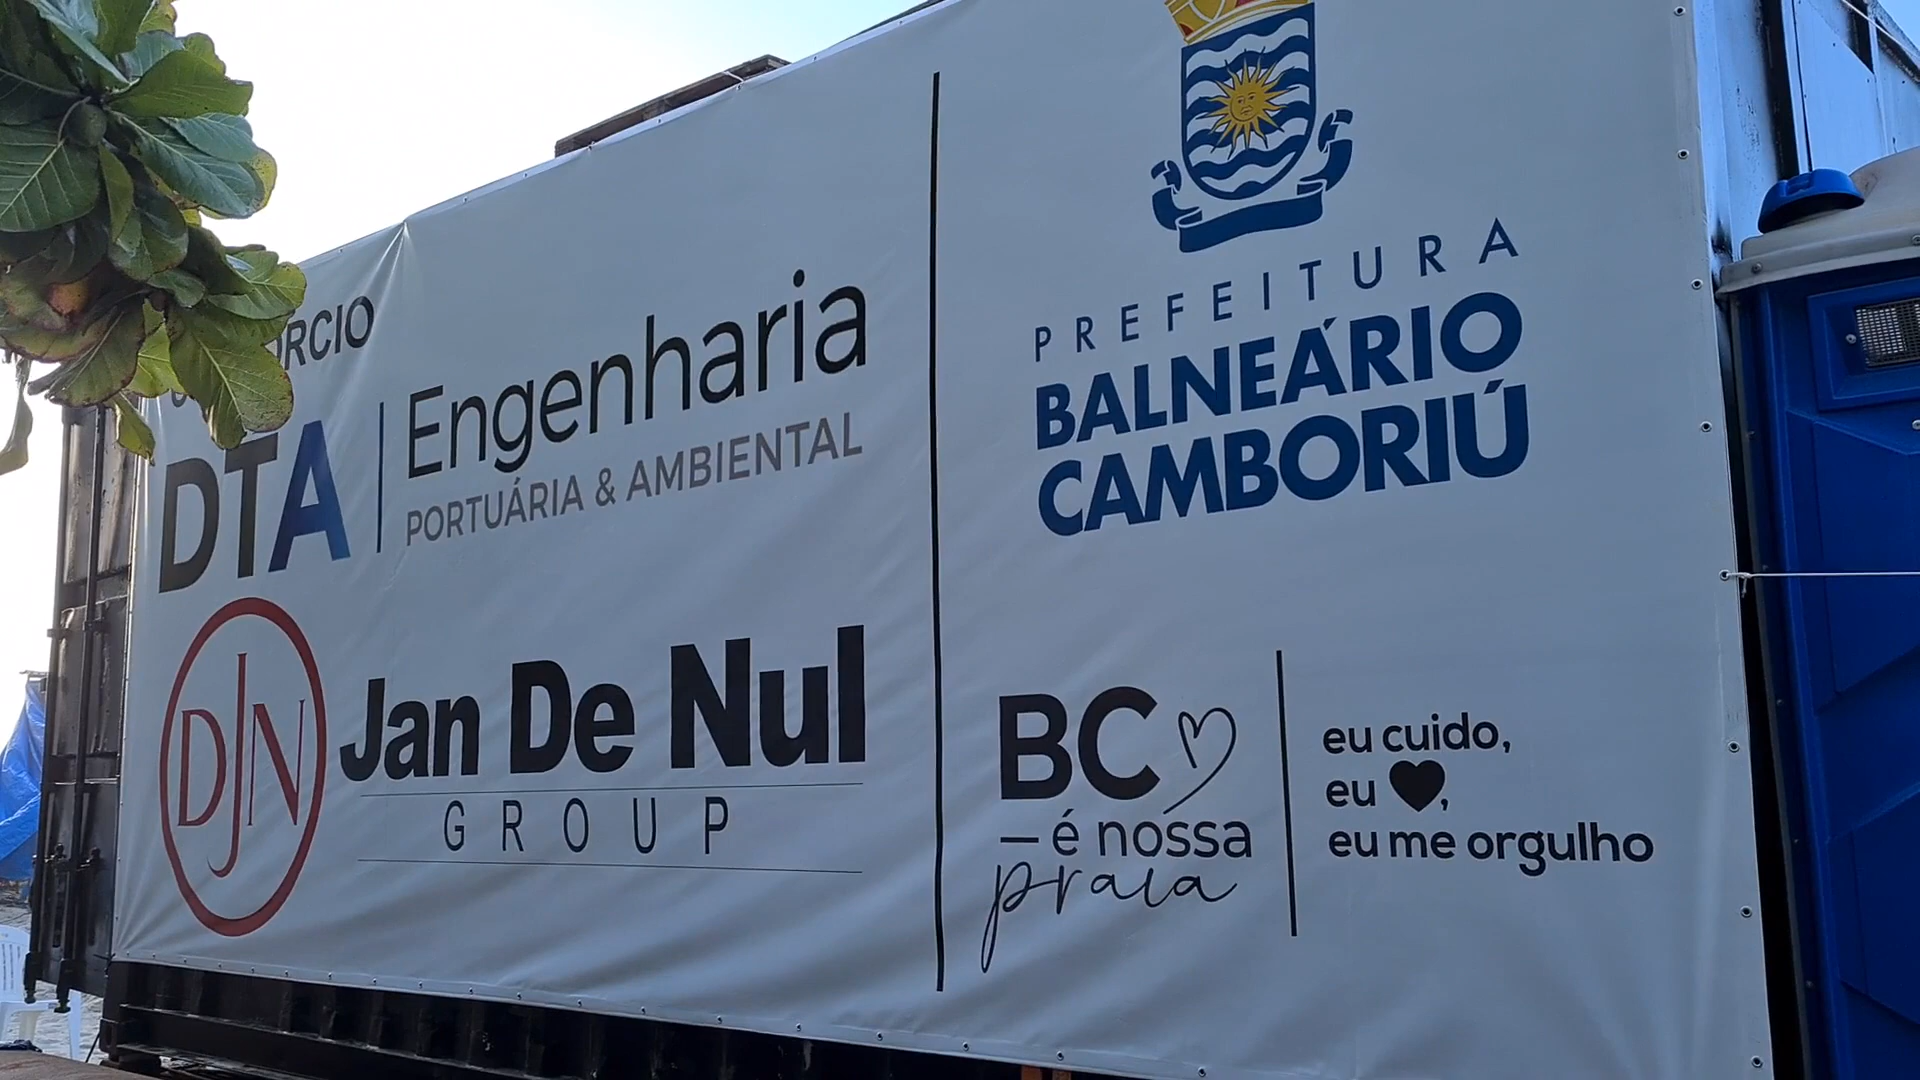 DTA
Engenharia
PORTUÁRIA & AMBIENTAL
DJN
Jan De Nul
GROUP
PREFEITURA
BALNEÁRIO
CAMBORIÚ
BC
— é nossa
praia
eu cuido,
eu ♥,
eu me orgulho